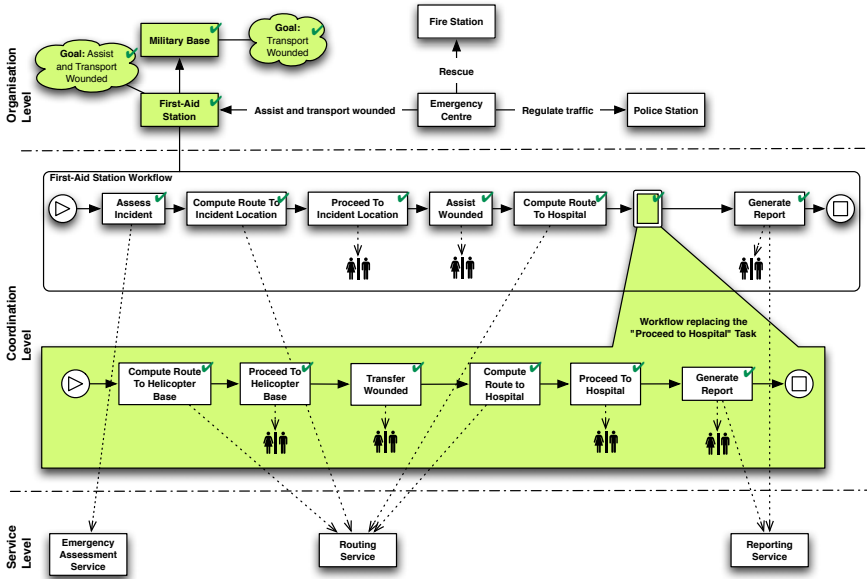 Organisation
Level
Goal: Assist
and Transport
Wounded
Military Base
Goal:
Transport
Wounded
Fire Station
Rescue
First-Aid
Station
Assist and transport wounded
Emergency
Centre
Regulate traffic
Police Station
Coordination
Level
First-Aid Station Workflow
Assess
Incident
Compute Route To
Incident Location
Proceed To
Incident Location
Assist
Wounded
Compute Route
To Hospital
Generate
Report
Workflow replacing the
"Proceed to Hospital" Task
Compute Route
To Helicopter
Base
Proceed To
Helicopter
Base
Transfer
Wounded
Compute
Route to
Hospital
Proceed To
Hospital
Generate
Report
Service
Level
Emergency
Assessment
Service
Routing
Service
Reporting
Service